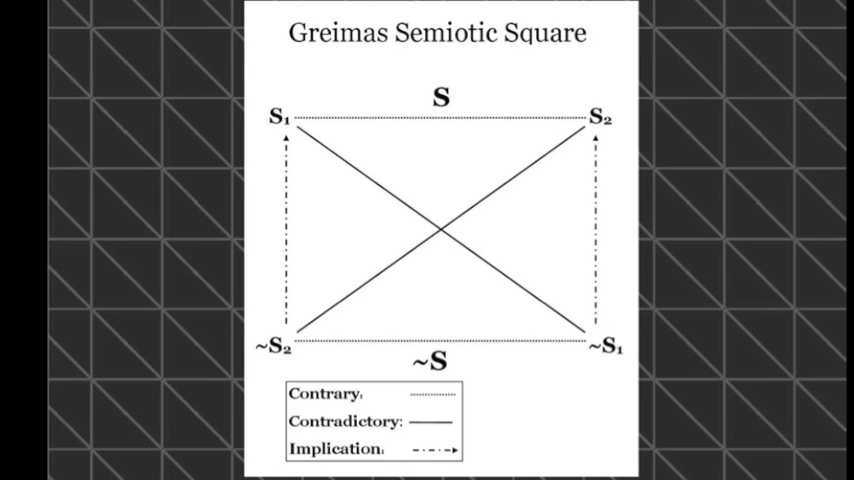 Greimas Semiotic Square
S
S₁ S₂
~S₂ ~S₁
~S
Contrary:
Contradictory:
Implication: